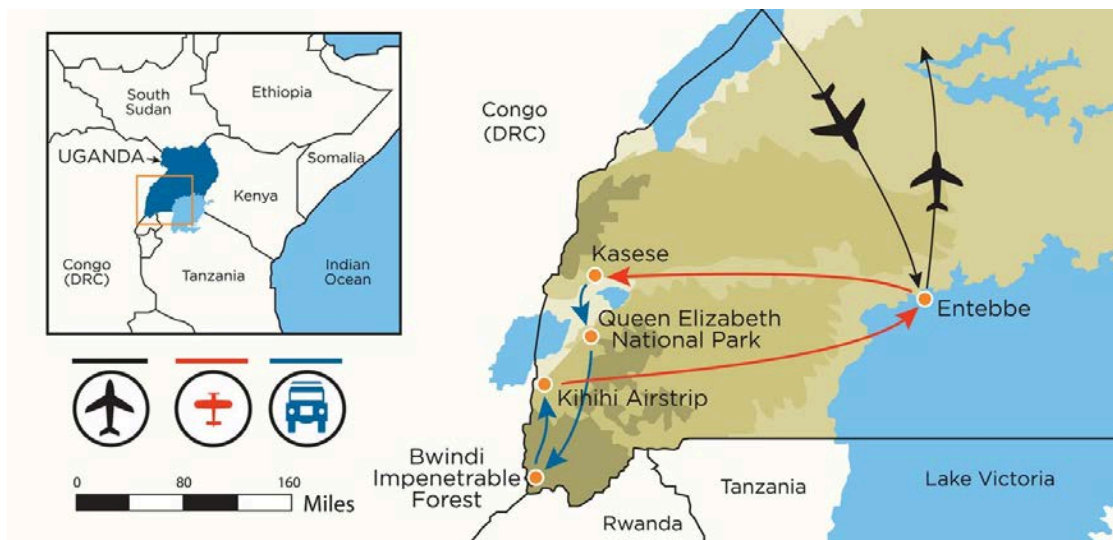 South
Sudan
Ethiopia
UGANDA
Somalia
Kenya
Congo
(DRC)
Tanzania
Indian
Ocean
0
80
160
Miles
Congo
(DRC)
Kasese
Queen Elizabeth
National Park
Entebbe
Kihihi Airstrip
Bwindi
Impenetrable
Forest
Tanzania
Lake Victoria
Rwanda